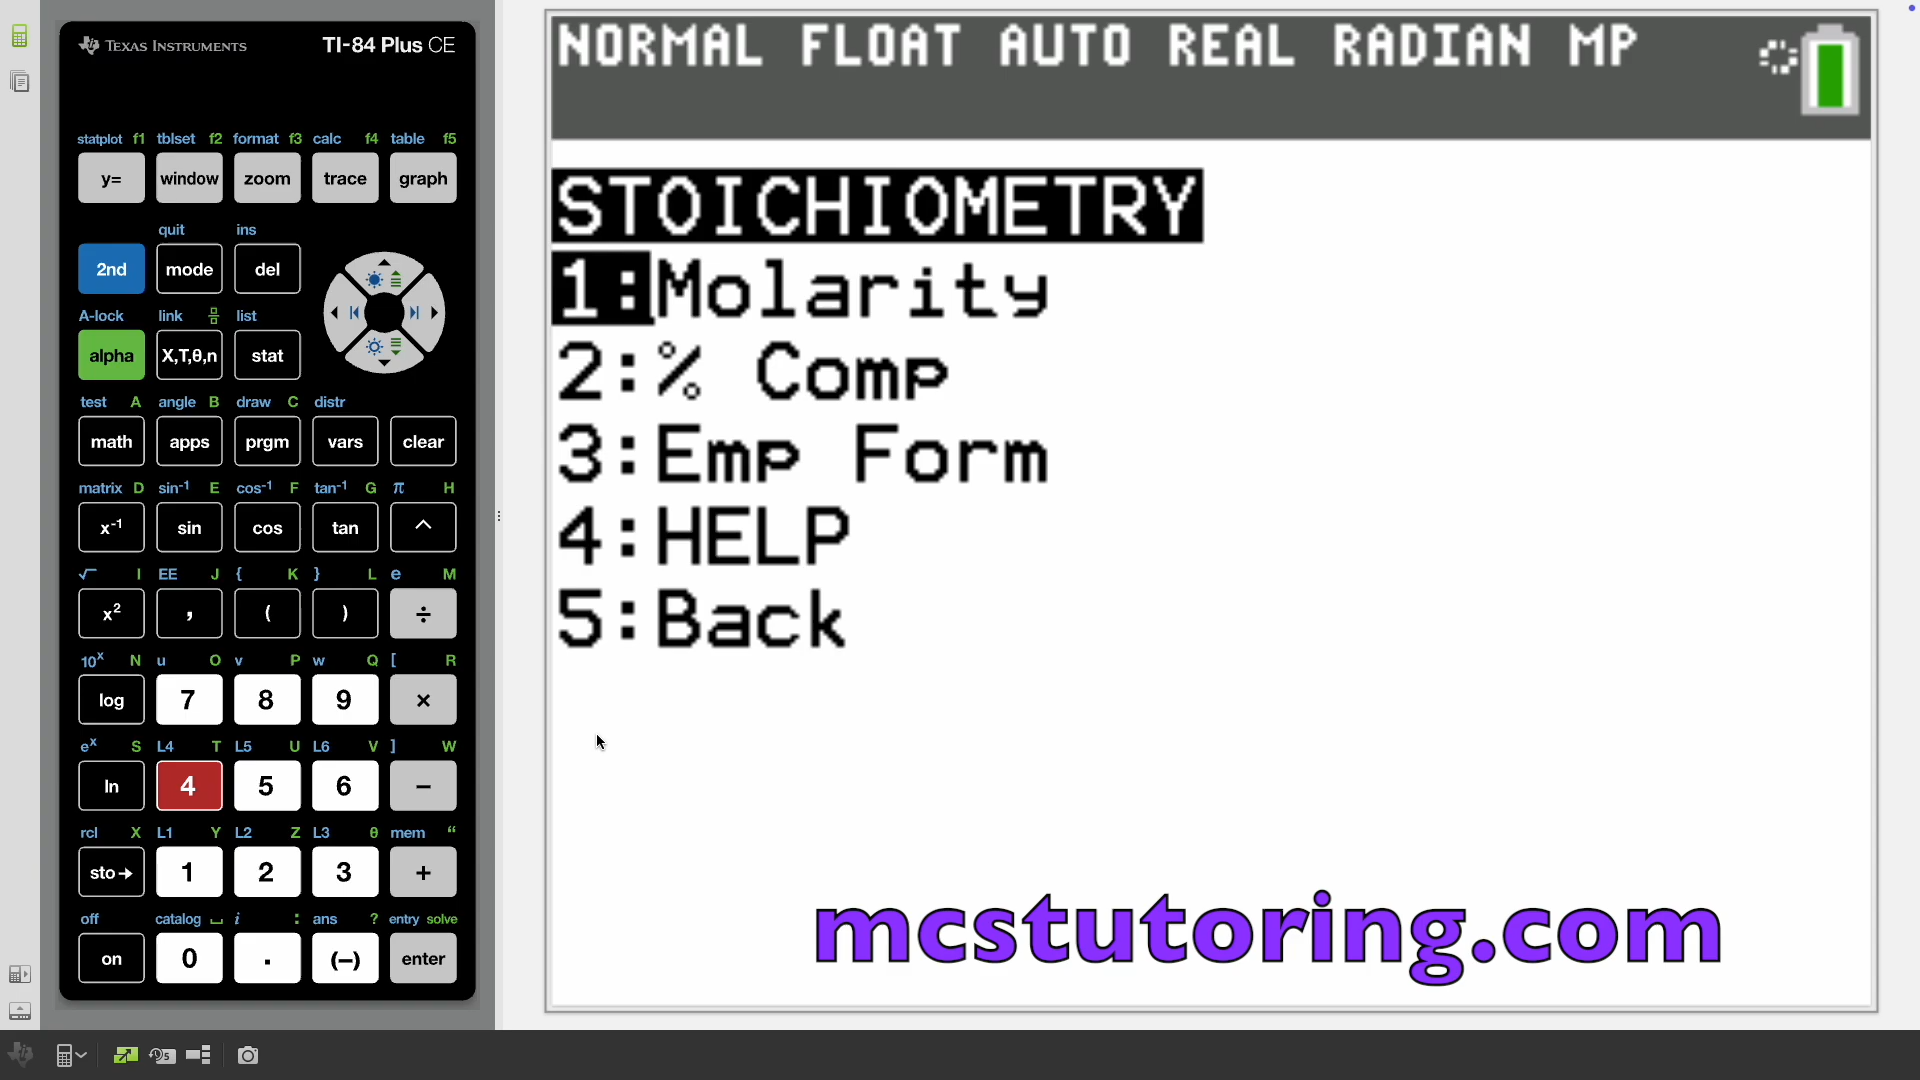 TEXAS INSTRUMENTS TI-84 Plus CE
statplot f1 tblset f2 format f3 calc f4 table f5
y= window zoom trace graph
quit ins
2nd mode del
A-lock link list
alpha X,T,θ,n stat
test A angle B draw C distr
math apps prgm vars clear
matrix D sin⁻¹ E cos⁻¹ F tan⁻¹ G π H
x⁻¹ sin cos tan ^
√ I EE J { K } L e M
x² , ( ) ÷
10ˣ N u O v P w Q [ R
log 7 8 9 ×
eˣ S L4 T L5 U L6 V ] W
ln 4 5 6 −
rcl X L1 Y L2 Z L3 θ mem “
sto→ 1 2 3 +
off catalog ⎵ i : ans ? entry solve
on 0 . (−) enter
NORMAL FLOAT AUTO REAL RADIAN MP
STOICHIOMETRY
1:Molarity
2:% Comp
3:Emp Form
4:HELP
5:Back
mcstutoring.com